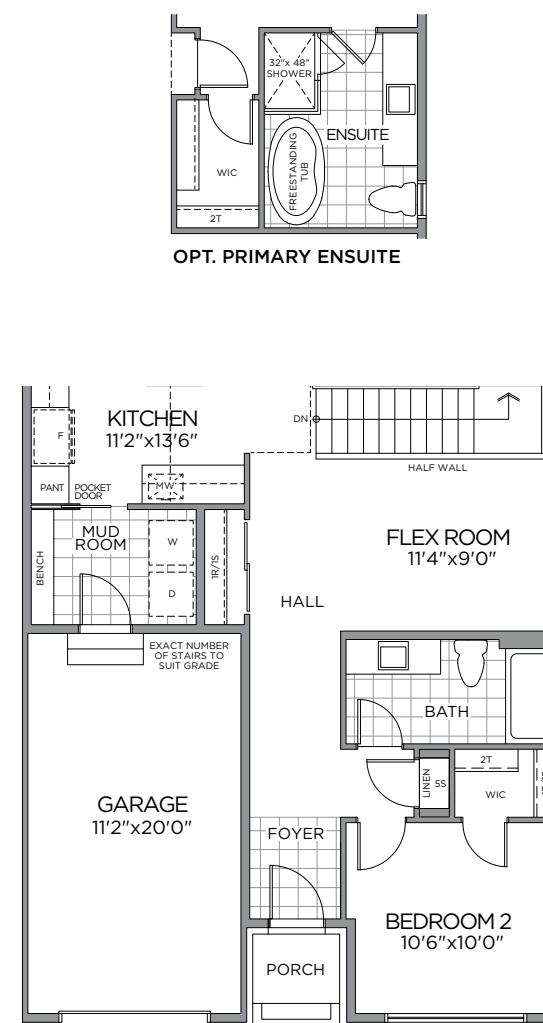 32"x 48"
SHOWER
ENSUITE
FREESTANDING
TUB
WIC
2T
OPT. PRIMARY ENSUITE
KITCHEN
11'2"x13'6"
F
DN
HALF WALL
PANT
POCKET
DOOR
MW
MUD
ROOM
W
BENCH
1R/1S
D
FLEX ROOM
11'4"x9'0"
HALL
EXACT NUMBER
OF STAIRS TO
SUIT GRADE
BATH
2T
LINEN
5S
WIC
GARAGE
11'2"x20'0"
FOYER
BEDROOM 2
10'6"x10'0"
PORCH